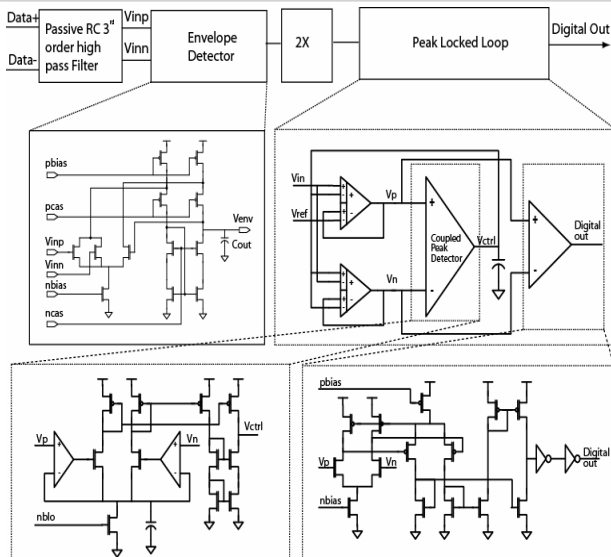 Data+
Data-
Passive RC 3rd
order high
pass Filter
Vinp
Vinn
Envelope
Detector
2X
Peak Locked Loop
Digital Out
pbias
pcas
Vinp
Vinn
nbias
ncas
Venv
Cout
Vin
Vref
Vp
Vn
Coupled
Peak
Detector
Vctrl
Digital
out
Vp
Vn
nblo
Vctrl
pbias
Vp
Vn
nbias
Digital
out